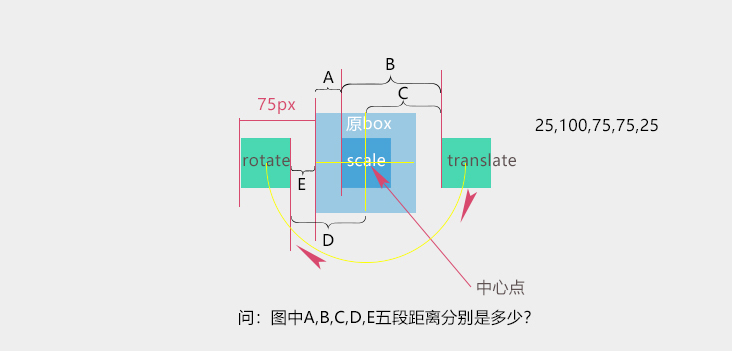 B
A
C
75px
原box
25,100,75,75,25
rotate
scale
translate
E
D
中心点
问：图中A,B,C,D,E五段距离分别是多少?